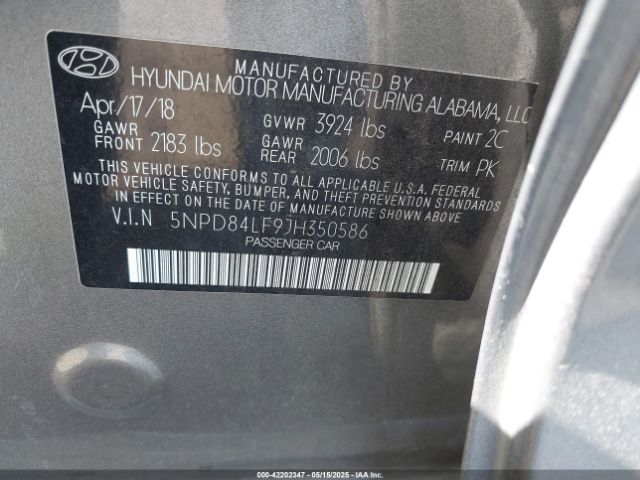 MANUFACTURED BY
HYUNDAI MOTOR MANUFACTURING ALABAMA, LLC
Apr/17/18 GVWR 3924 lbs PAINT 2C
GAWR FRONT 2183 lbs GAWR REAR 2006 lbs TRIM PK
THIS VEHICLE CONFORMS TO ALL APPLICABLE U.S.A. FEDERAL
MOTOR VEHICLE SAFETY, BUMPER, AND THEFT PREVENTION STANDARDS
IN EFFECT ON THE DATE OF MANUFACTURE SHOWN ABOVE.
V.I.N 5NPD84LF9JH350586
PASSENGER CAR
000-42202347 - 05/15/2025 - IAAI.COM